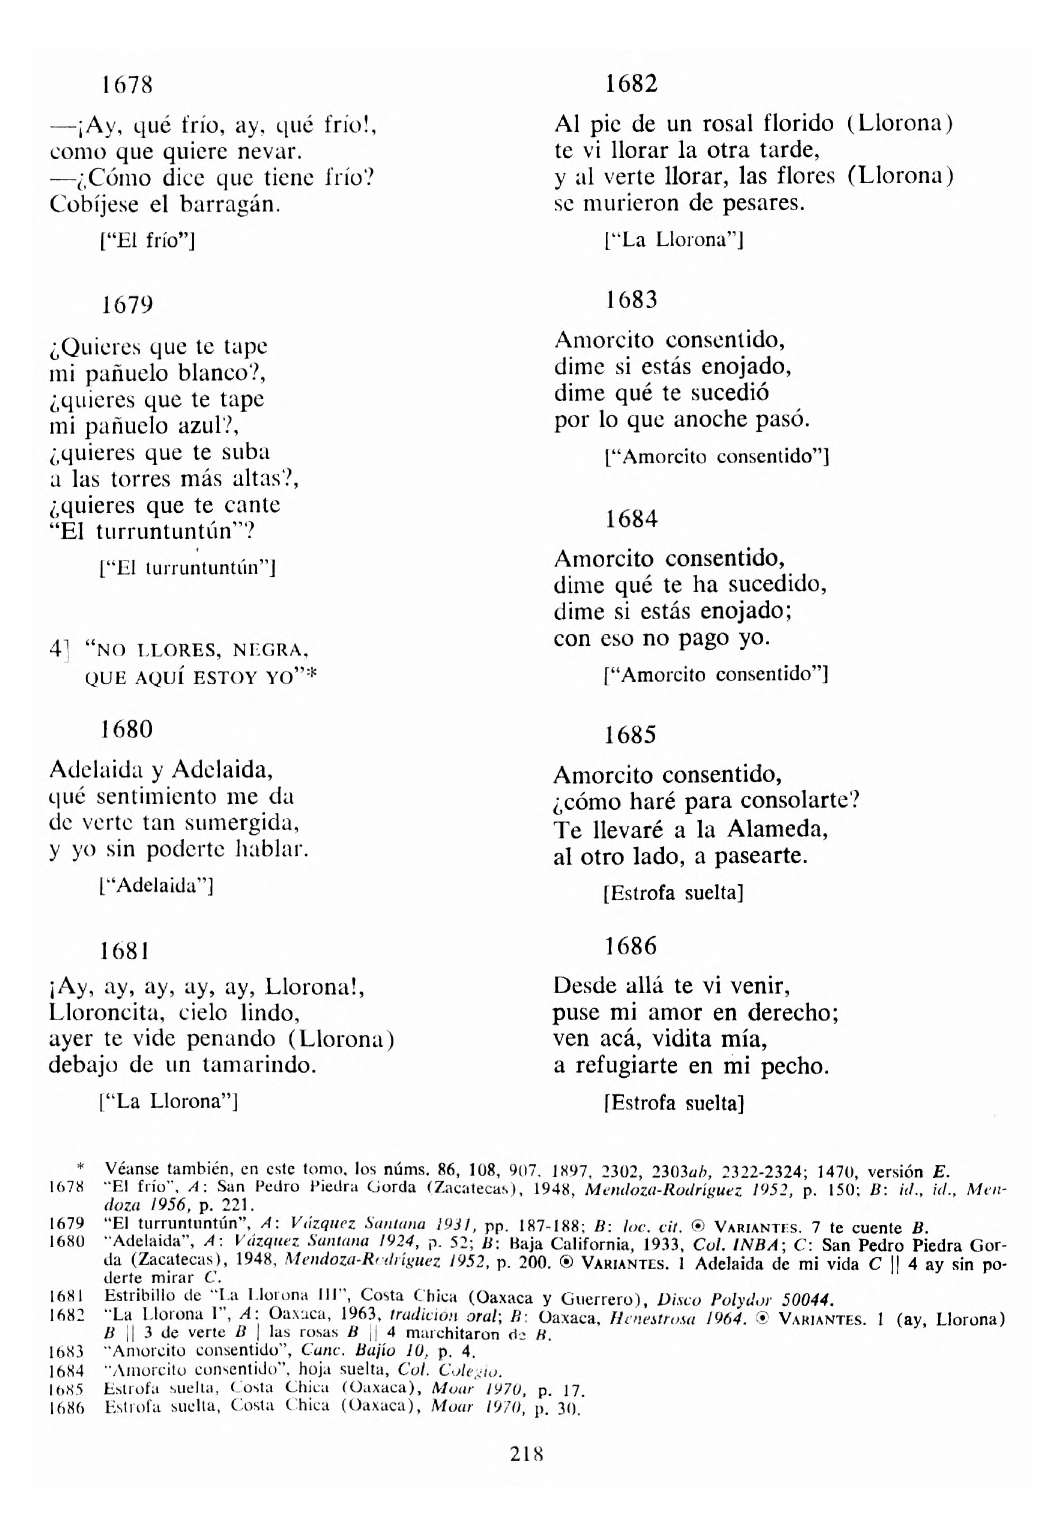 1678
—¡Ay, qué frío, ay, qué frío!,
como que quiere nevar.
—¿Cómo dice que tiene frío?
Cobíjese el barragán.
[“El frío”]
1679
¿Quieres que te tape
mi pañuelo blanco?,
¿quieres que te tape
mi pañuelo azul?,
¿quieres que te suba
a las torres más altas?,
¿quieres que te cante
“El turruntuntún”?
[“El turruntuntún”]
4] “NO LLORES, NEGRA,
QUE AQUÍ ESTOY YO”*
1680
Adelaida y Adelaida,
qué sentimiento me da
de verte tan sumergida,
y yo sin poderte hablar.
[“Adelaida”]
1681
¡Ay, ay, ay, ay, ay, Llorona!,
Lloroncita, cielo lindo,
ayer te vide penando (Llorona)
debajo de un tamarindo.
[“La Llorona”]
1682
Al pie de un rosal florido (Llorona)
te vi llorar la otra tarde,
y al verte llorar, las flores (Llorona)
se murieron de pesares.
[“La Llorona”]
1683
Amorcito consentido,
dime si estás enojado,
dime qué te sucedió
por lo que anoche pasó.
[“Amorcito consentido”]
1684
Amorcito consentido,
dime qué te ha sucedido,
dime si estás enojado;
con eso no pago yo.
[“Amorcito consentido”]
1685
Amorcito consentido,
¿cómo haré para consolarte?
Te llevaré a la Alameda,
al otro lado, a pasearte.
[Estrofa suelta]
1686
Desde allá te vi venir,
puse mi amor en derecho;
ven acá, vidita mía,
a refugiarte en mi pecho.
[Estrofa suelta]
* Véanse también, en este tomo, los núms. 86, 108, 907, 1897, 2302, 2303ab, 2322-2324; 1470, versión E.
1678 “El frío”, A: San Pedro Piedra Gorda (Zacatecas), 1948, Mendoza-Rodríguez 1952, p. 150; B: id., id., Men-
doza 1956, p. 221.
1679 “El turruntuntún”, A: Vázquez Santana 1931, pp. 187-188; B: loc. cit. ⦿ VARIANTES. 7 te cuente B.
1680 “Adelaida”, A: Vázquez Santana 1924, p. 52; B: Baja California, 1933, Col. INBA; C: San Pedro Piedra Gor-
da (Zacatecas), 1948, Mendoza-Rodríguez 1952, p. 200. ⦿ VARIANTES. 1 Adelaida de mi vida C || 4 ay sin po-
derte mirar C.
1681 Estribillo de “La Llorona III”, Costa Chica (Oaxaca y Guerrero), Disco Polydor 50044.
1682 “La Llorona I”, A: Oaxaca, 1963, tradición oral; B: Oaxaca, Henestrosa 1964. ⦿ VARIANTES. 1 (ay, Llorona)
B || 3 de verte B | las rosas B || 4 marchitaron de B.
1683 “Amorcito consentido”, Canc. Bajío 10, p. 4.
1684 “Amorcito consentido”, hoja suelta, Col. Colegio.
1685 Estrofa suelta, Costa Chica (Oaxaca), Moar 1970, p. 17.
1686 Estrofa suelta, Costa Chica (Oaxaca), Moar 1970, p. 30.
218